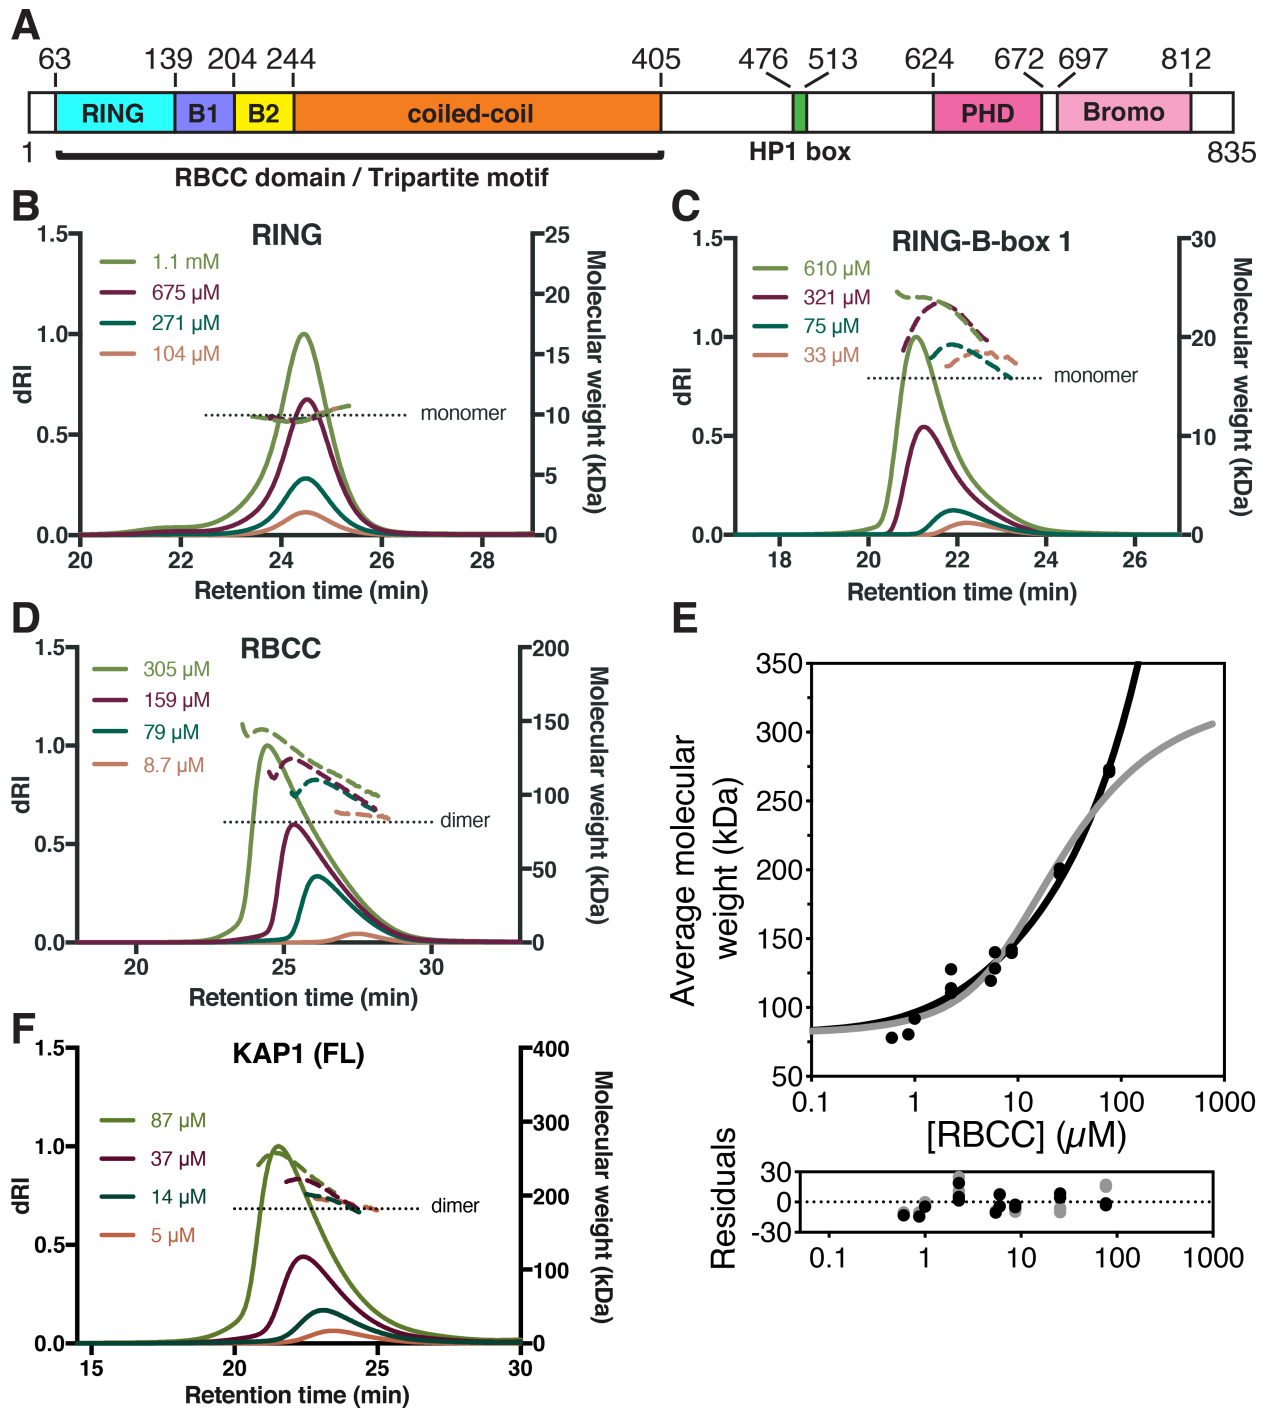 A
63 139 204 244 405 476 513 624 672 697 812
RING B1 B2 coiled-coil PHD Bromo
1 HP1 box 835
RBCC domain / Tripartite motif
B
RING
1.5 25
1.1 mM
675 µM
271 µM
104 µM
20
1.0
15
monomer
10
0.5
5
0.0 0
20 22 24 26 28
dRI
Molecular weight (kDa)
Retention time (min)
C
RING-B-box 1
1.5 30
610 µM
321 µM
75 µM
33 µM
1.0 20
monomer
0.5 10
0.0 0
18 20 22 24 26
dRI
Molecular weight (kDa)
Retention time (min)
D
RBCC
1.5 200
305 µM
159 µM
79 µM
8.7 µM
150
1.0
100
dimer
0.5
50
0.0 0
20 25 30
dRI
Molecular weight (kDa)
Retention time (min)
E
350
300
250
200
150
100
50
0.1 1 10 100 1000
Average molecular
weight (kDa)
[RBCC] (µM)
Residuals
30
0
-30
0.1 1 10 100 1000
F
KAP1 (FL)
1.5 400
87 µM
37 µM
14 µM
5 µM
300
1.0
200
dimer
0.5
100
0.0 0
15 20 25 30
dRI
Molecular weight (kDa)
Retention time (min)